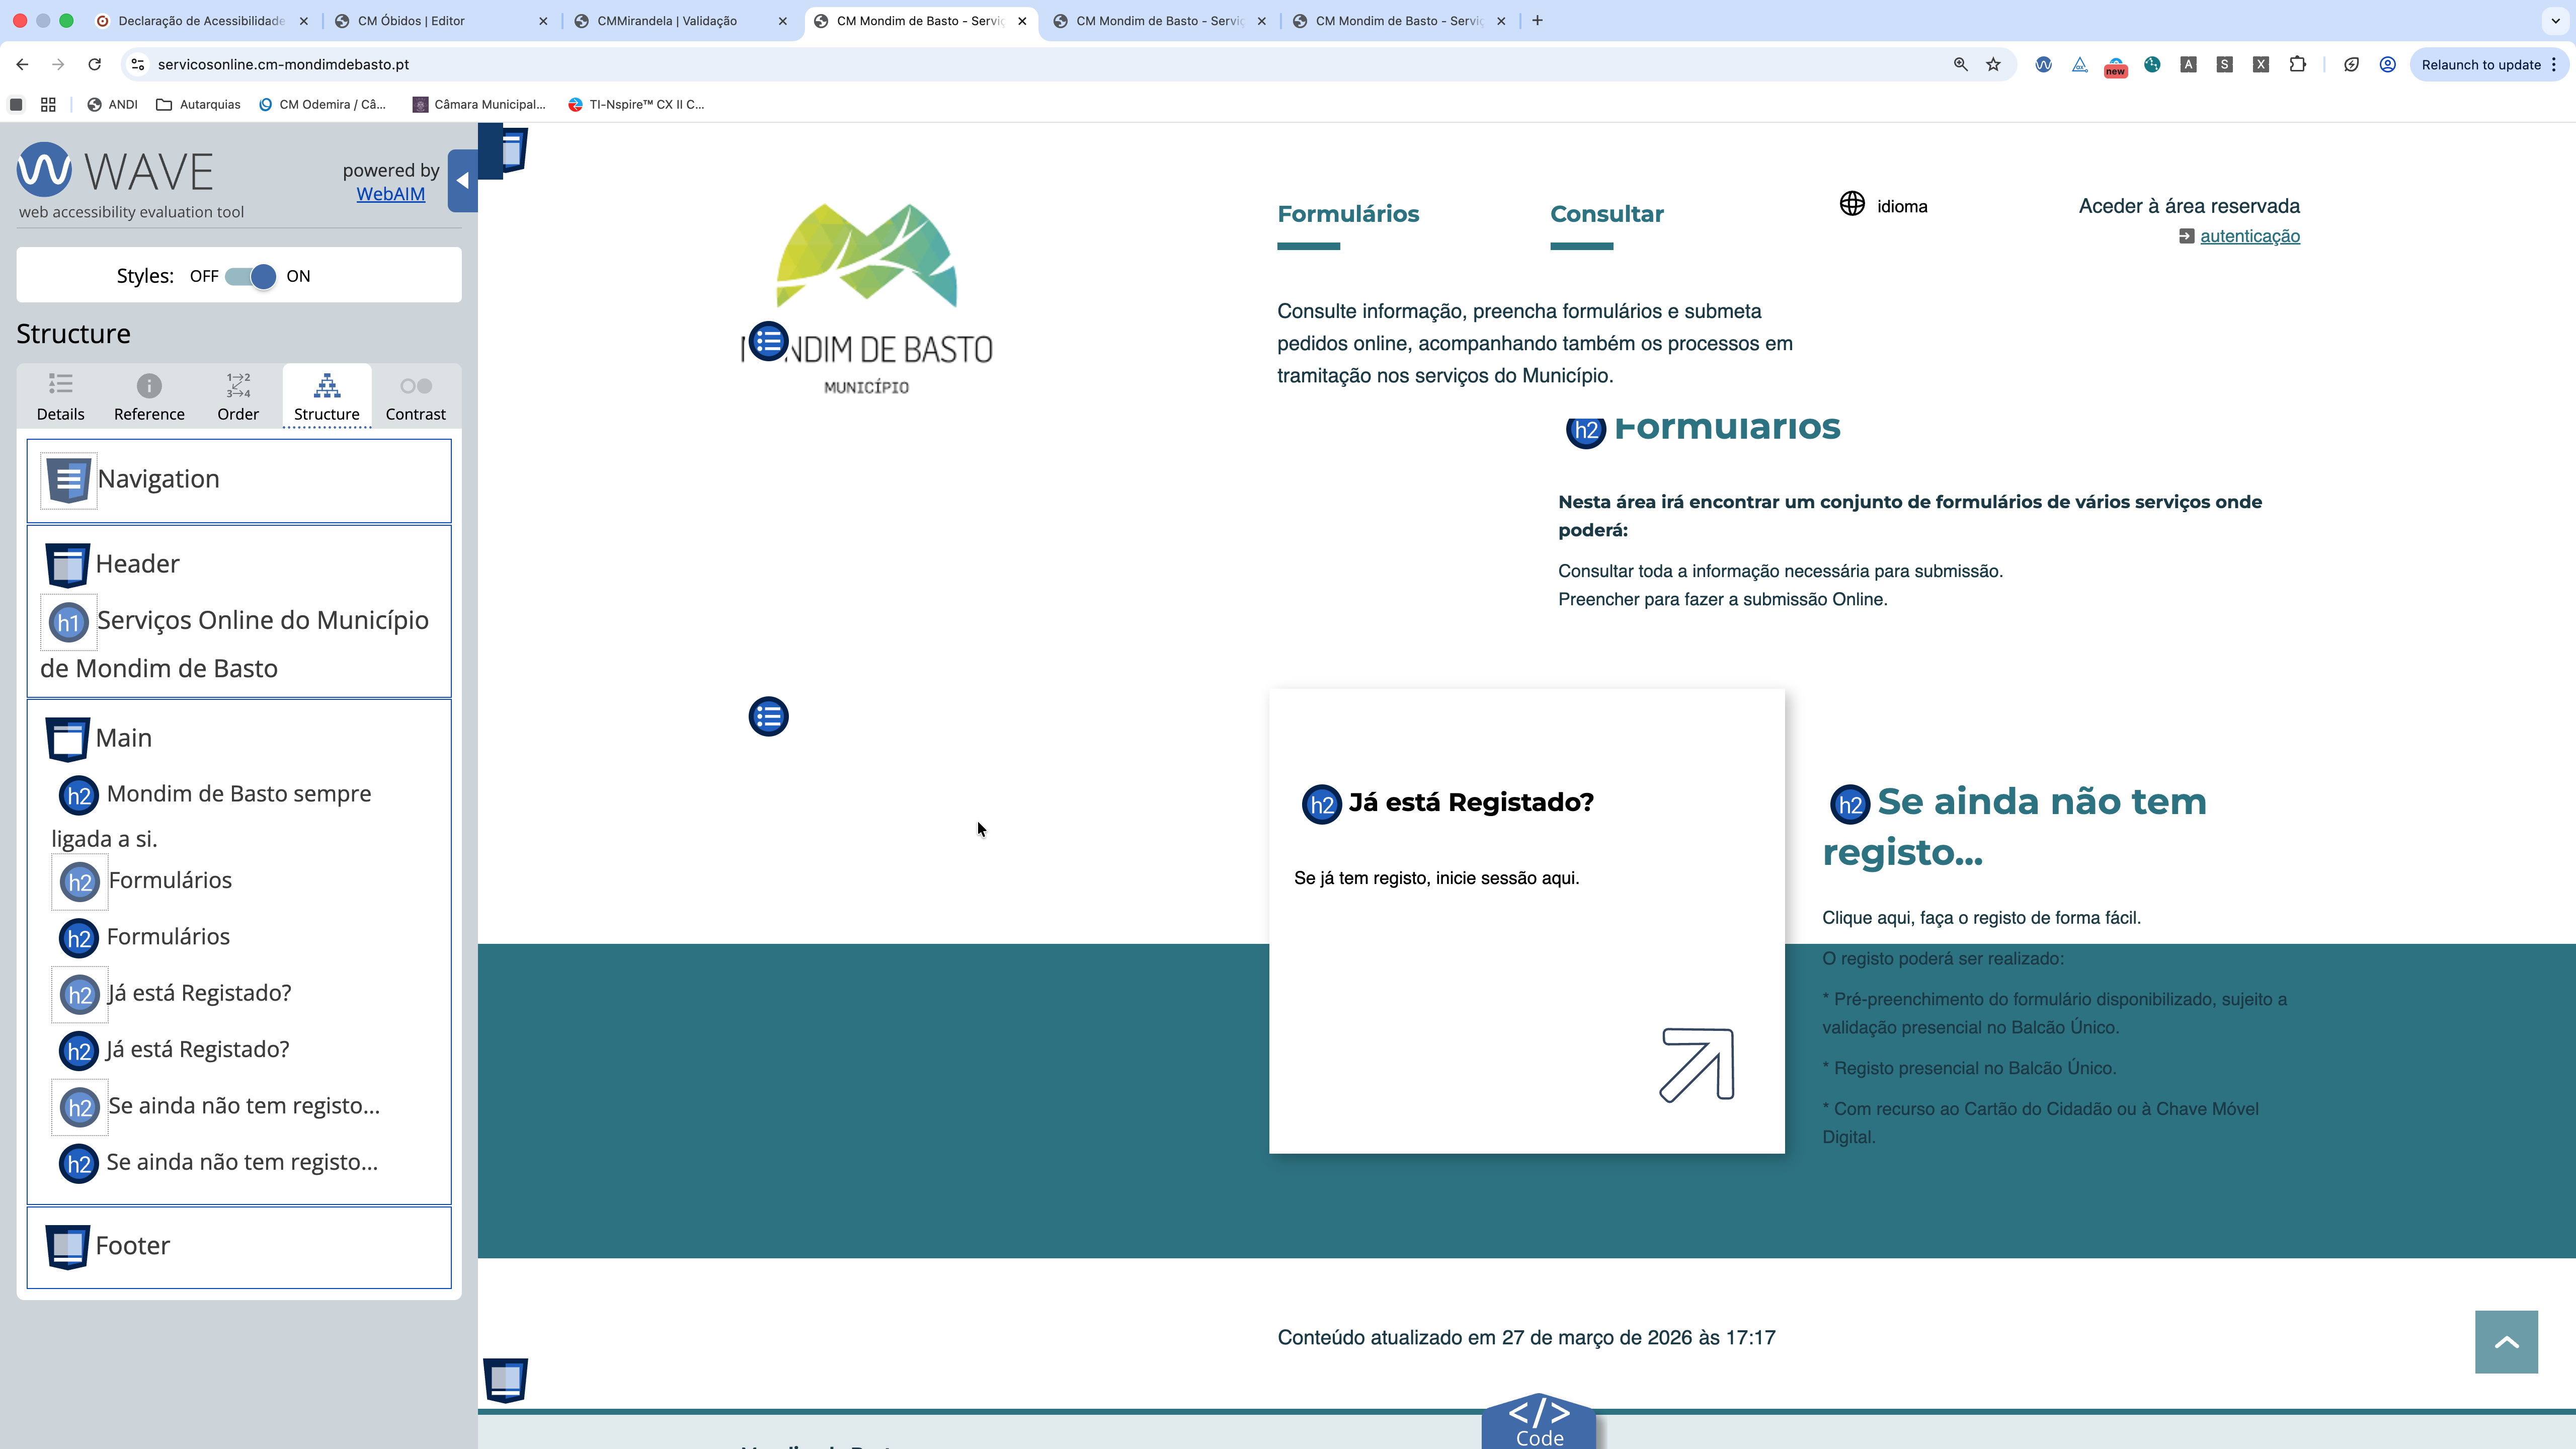 Declaração de Acessibilidade
CM Óbidos | Editor
CMMirandela | Validação
CM Mondim de Basto - Serviç
CM Mondim de Basto - Serviç
CM Mondim de Basto - Serviç
servicosonline.cm-mondimdebasto.pt
new
A
S
X
Relaunch to update
ANDI
Autarquias
CM Odemira / Câ...
Câmara Municipal...
TI-Nspire™ CX II C...
WAVE
web accessibility evaluation tool
powered by
WebAIM
Styles: OFF ON
Structure
Details
Reference
1→2
3→4
Order
Structure
Contrast
Navigation
Header
h1 Serviços Online do Município
de Mondim de Basto
Main
h2 Mondim de Basto sempre
ligada a si.
h2 Formulários
h2 Formulários
h2 Já está Registado?
h2 Já está Registado?
h2 Se ainda não tem registo...
h2 Se ainda não tem registo...
Footer
NDIM DE BASTO
MUNICÍPIO
Formulários
Consultar
idioma
Aceder à área reservada
autenticação
Consulte informação, preencha formulários e submeta
pedidos online, acompanhando também os processos em
tramitação nos serviços do Município.
h2 Formulários
Nesta área irá encontrar um conjunto de formulários de vários serviços onde
poderá:
Consultar toda a informação necessária para submissão.
Preencher para fazer a submissão Online.
h2 Já está Registado?
Se já tem registo, inicie sessão aqui.
h2 Se ainda não tem
registo...
Clique aqui, faça o registo de forma fácil.
O registo poderá ser realizado:
* Pré-preenchimento do formulário disponibilizado, sujeito a
validação presencial no Balcão Único.
* Registo presencial no Balcão Único.
* Com recurso ao Cartão do Cidadão ou à Chave Móvel
Digital.
Conteúdo atualizado em 27 de março de 2026 às 17:17
</>
Code